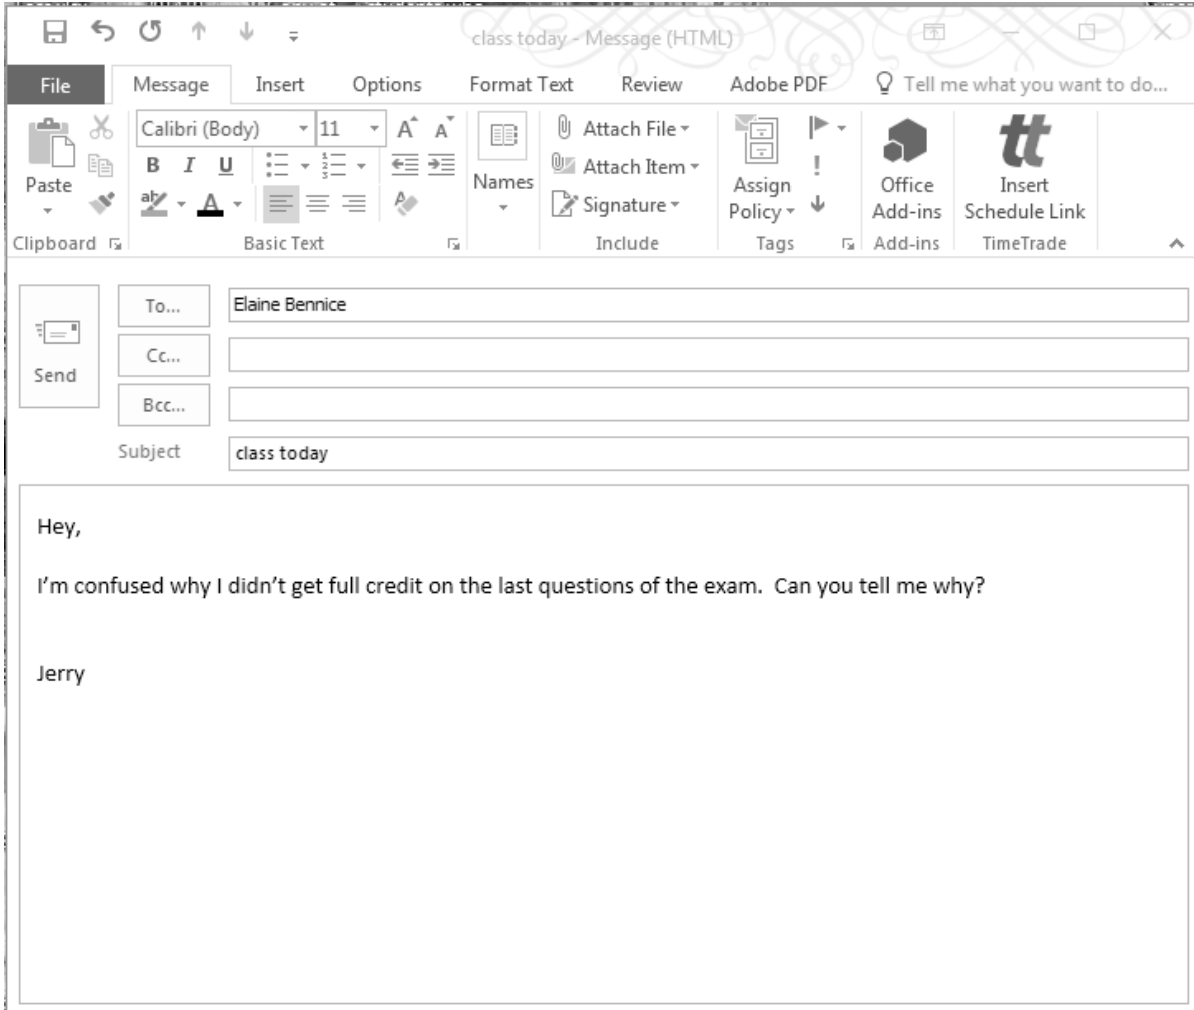 class today - Message (HTML)
File Message Insert Options Format Text Review Adobe PDF Tell me what you want to do...
Calibri (Body) 11 A A Attach File
B I U Attach Item
Paste Names Assign Policy Office Add-ins Insert Schedule Link
Signature
Clipboard Basic Text Include Tags Add-ins TimeTrade
To... Elaine Bennice
Cc...
Send
Bcc...
Subject class today
Hey,
I'm confused why I didn't get full credit on the last questions of the exam.  Can you tell me why?
Jerry